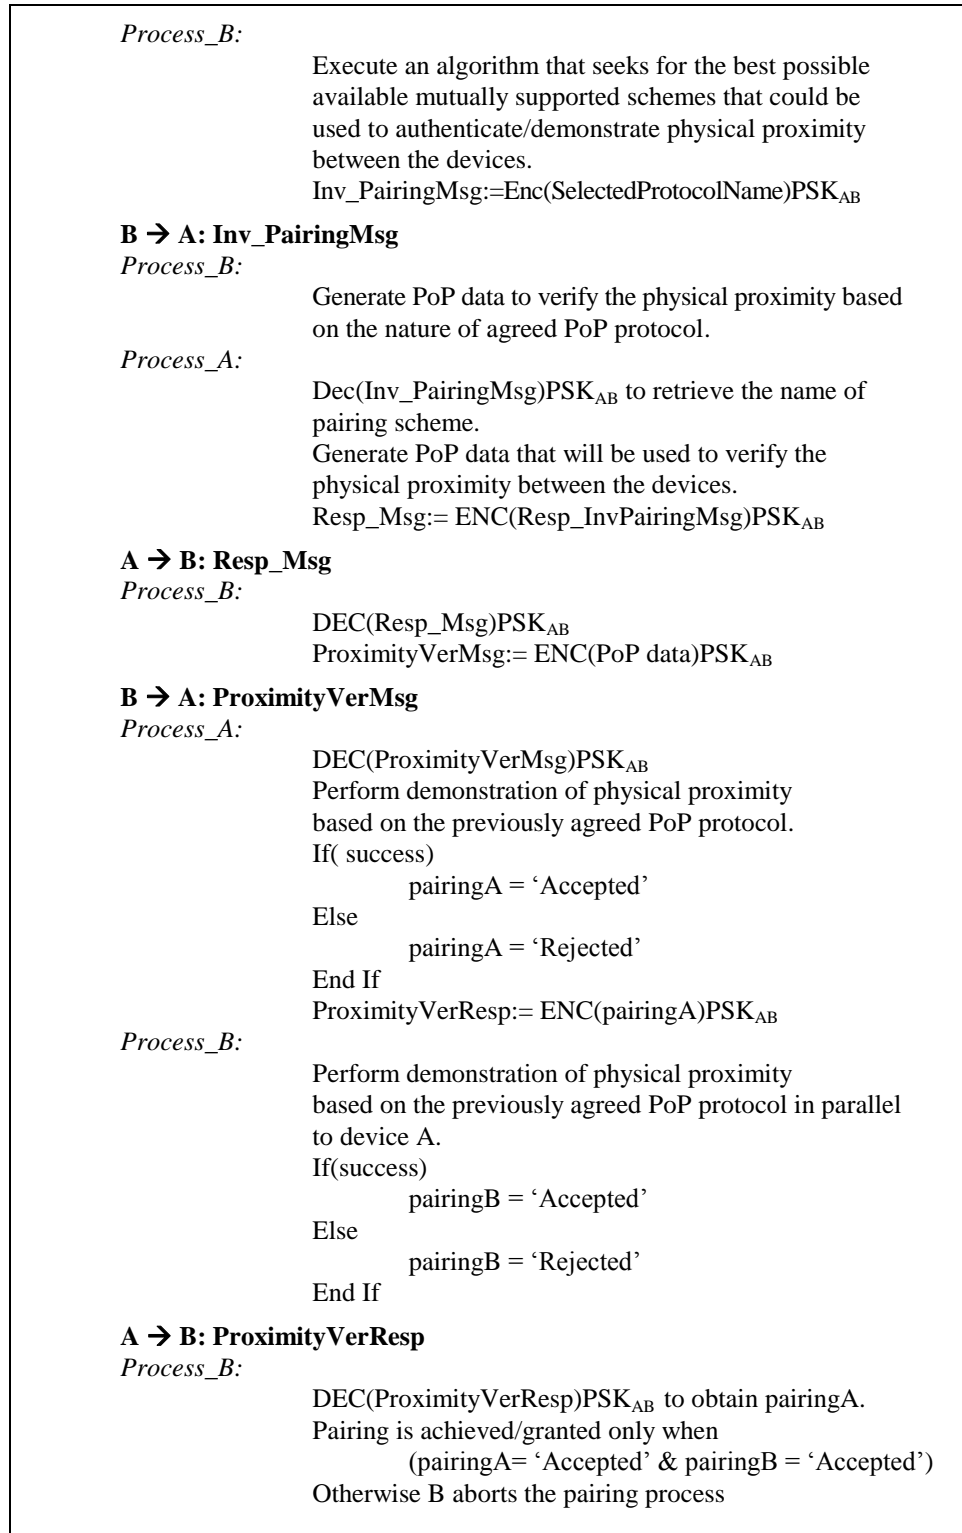 Process_B:
Execute an algorithm that seeks for the best possible
available mutually supported schemes that could be
used to authenticate/demonstrate physical proximity
between the devices.
Inv_PairingMsg:=Enc(SelectedProtocolName)PSKAB
B → A: Inv_PairingMsg
Process_B:
Generate PoP data to verify the physical proximity based
on the nature of agreed PoP protocol.
Process_A:
Dec(Inv_PairingMsg)PSKAB to retrieve the name of
pairing scheme.
Generate PoP data that will be used to verify the
physical proximity between the devices.
Resp_Msg:= ENC(Resp_InvPairingMsg)PSKAB
A → B: Resp_Msg
Process_B:
DEC(Resp_Msg)PSKAB
ProximityVerMsg:= ENC(PoP data)PSKAB
B → A: ProximityVerMsg
Process_A:
DEC(ProximityVerMsg)PSKAB
Perform demonstration of physical proximity
based on the previously agreed PoP protocol.
If( success)
pairingA = ‘Accepted’
Else
pairingA = ‘Rejected’
End If
ProximityVerResp:= ENC(pairingA)PSKAB
Process_B:
Perform demonstration of physical proximity
based on the previously agreed PoP protocol in parallel
to device A.
If(success)
pairingB = ‘Accepted’
Else
pairingB = ‘Rejected’
End If
A → B: ProximityVerResp
Process_B:
DEC(ProximityVerResp)PSKAB to obtain pairingA.
Pairing is achieved/granted only when
(pairingA= ‘Accepted’ & pairingB = ‘Accepted’)
Otherwise B aborts the pairing process